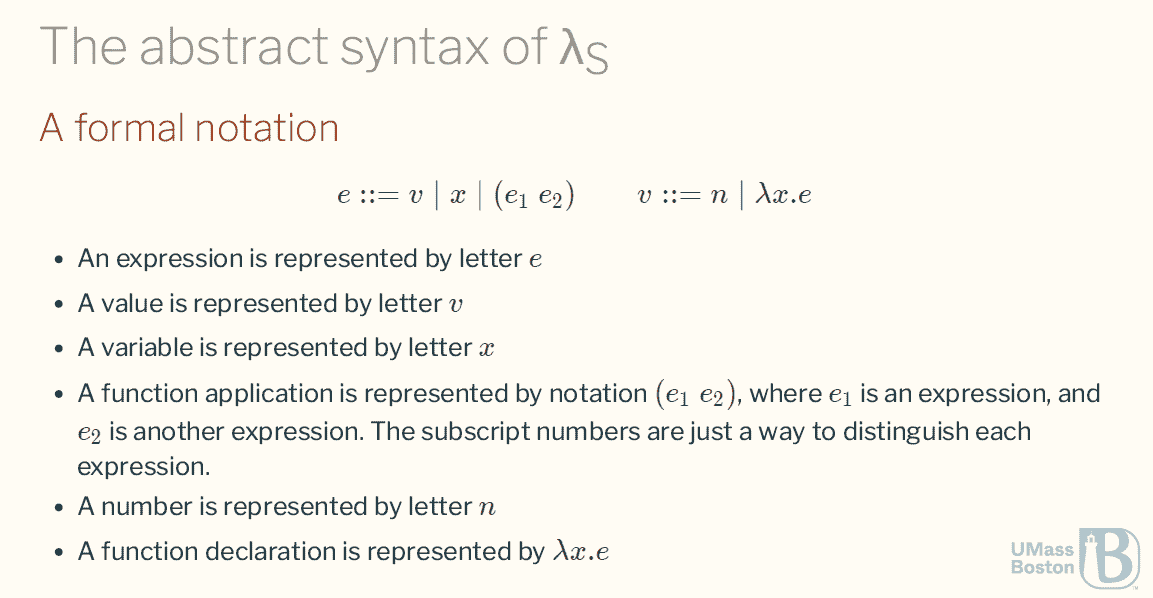 The abstract syntax of λS
A formal notation
e ::= v | x | (e₁ e₂)    v ::= n | λx.e
• An expression is represented by letter e
• A value is represented by letter v
• A variable is represented by letter x
• A function application is represented by notation (e₁ e₂), where e₁ is an expression, and
e₂ is another expression. The subscript numbers are just a way to distinguish each
expression.
• A number is represented by letter n
• A function declaration is represented by λx.e
UMass
Boston
B
TM